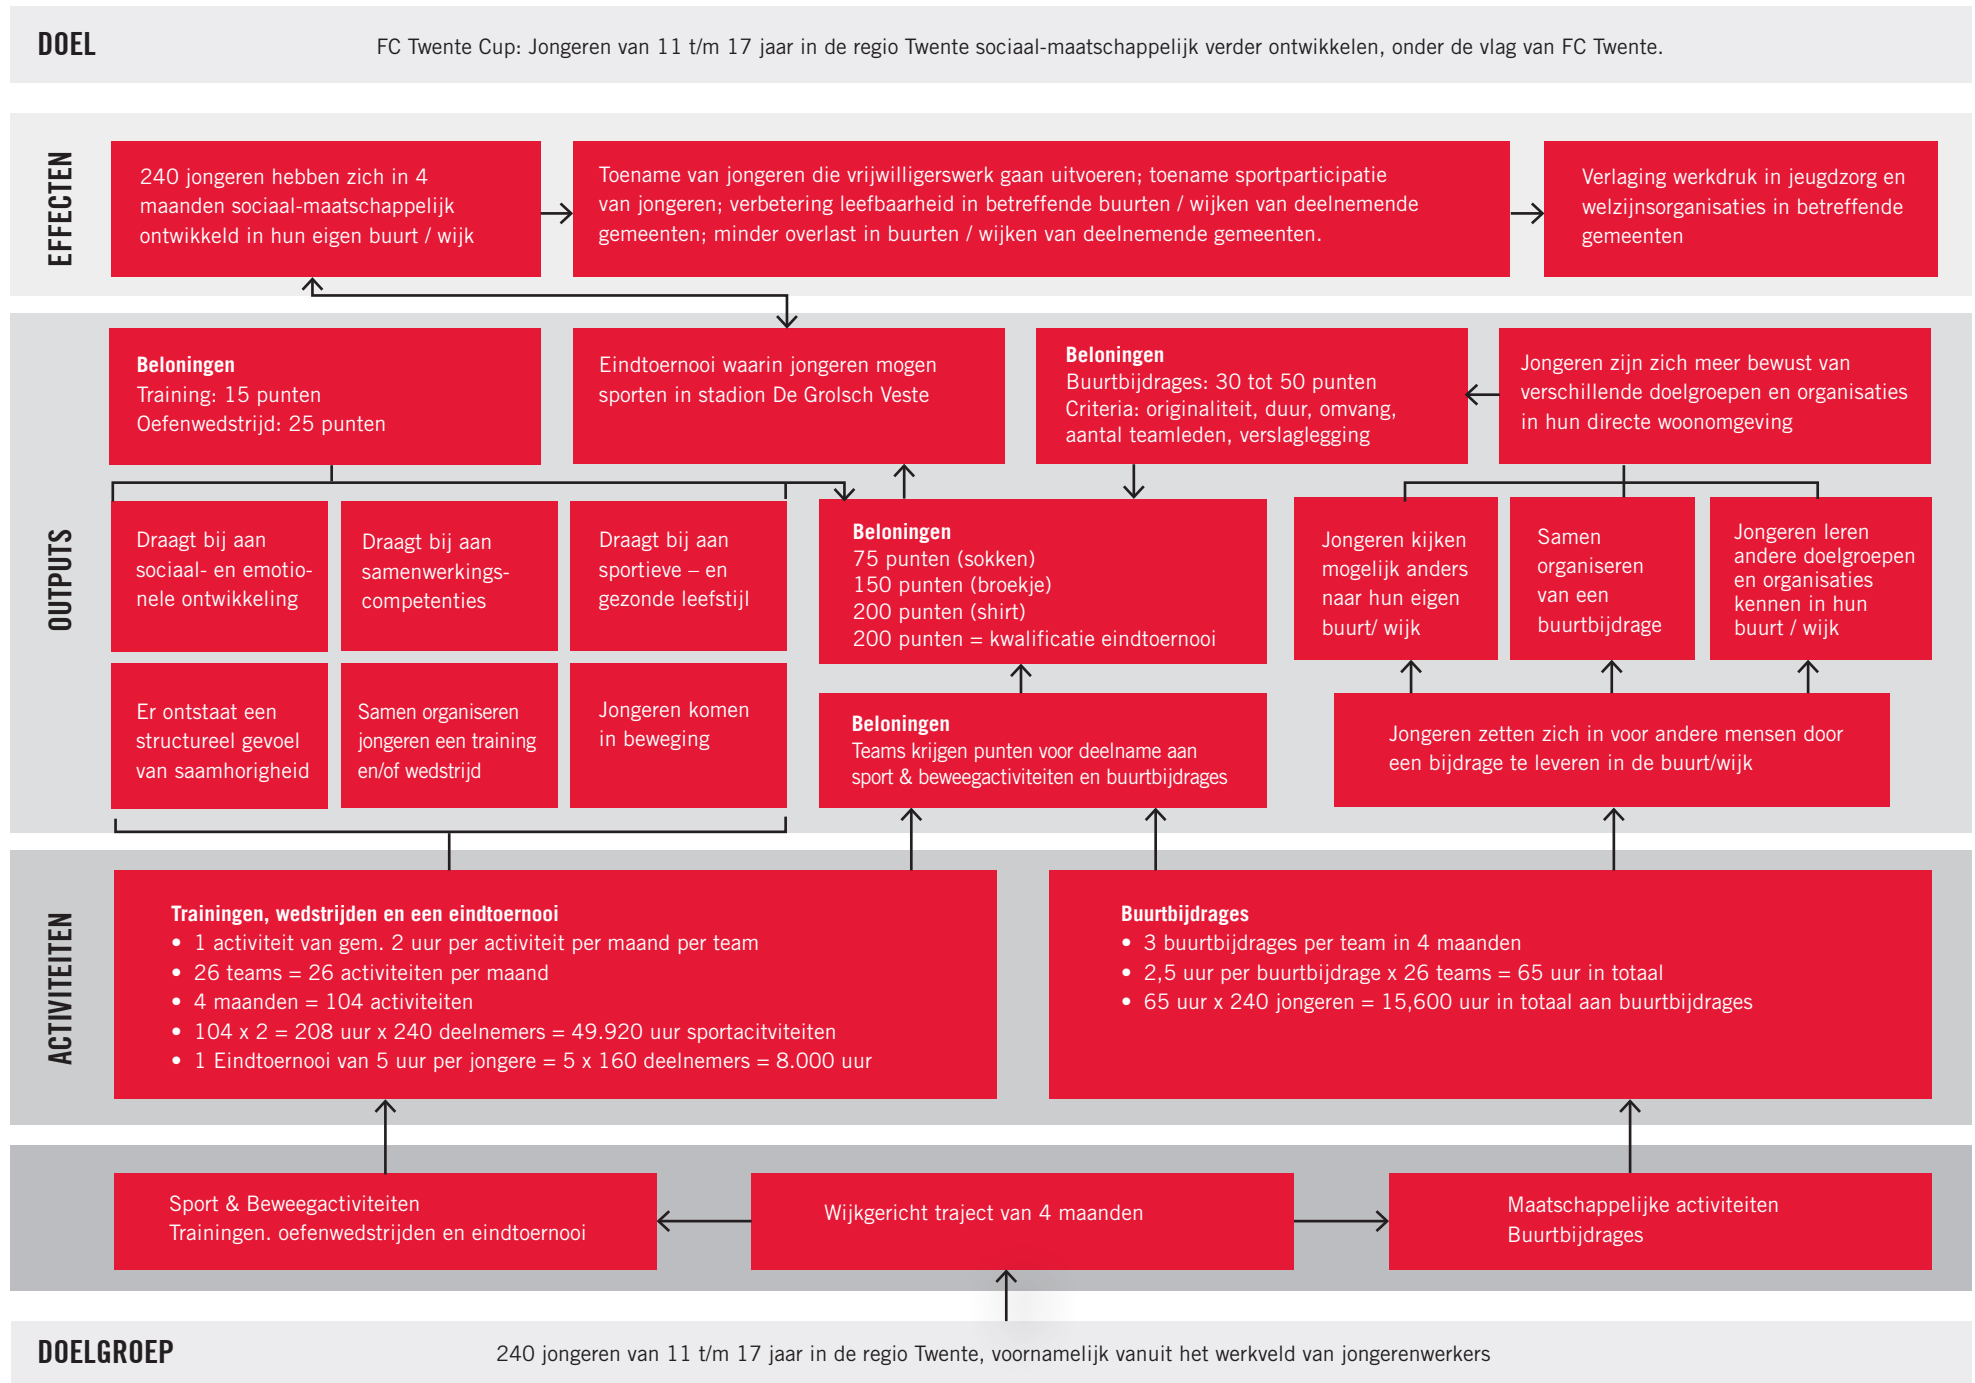 DOEL
FC Twente Cup: Jongeren van 11 t/m 17 jaar in de regio Twente sociaal-maatschappelijk verder ontwikkelen, onder de vlag van FC Twente.
EFFECTEN
240 jongeren hebben zich in 4
maanden sociaal-maatschappelijk
ontwikkeld in hun eigen buurt / wijk
Toename van jongeren die vrijwilligerswerk gaan uitvoeren; toename sportparticipatie
van jongeren; verbetering leefbaarheid in betreffende buurten / wijken van deelnemende
gemeenten; minder overlast in buurten / wijken van deelnemende gemeenten.
Verlaging werkdruk in jeugdzorg en
welzijnsorganisaties in betreffende
gemeenten
OUTPUTS
Beloningen
Training: 15 punten
Oefenwedstrijd: 25 punten
Eindtoernooi waarin jongeren mogen
sporten in stadion De Grolsch Veste
Beloningen
Buurtbijdrages: 30 tot 50 punten
Criteria: originaliteit, duur, omvang,
aantal teamleden, verslaglegging
Jongeren zijn zich meer bewust van
verschillende doelgroepen en organisaties
in hun directe woonomgeving
Draagt bij aan
sociaal- en emotio-
nele ontwikkeling
Draagt bij aan
samenwerkings-
competenties
Draagt bij aan
sportieve – en
gezonde leefstijl
Beloningen
75 punten (sokken)
150 punten (broekje)
200 punten (shirt)
200 punten = kwalificatie eindtoernooi
Jongeren kijken
mogelijk anders
naar hun eigen
buurt/ wijk
Samen
organiseren
van een
buurtbijdrage
Jongeren leren
andere doelgroepen
en organisaties
kennen in hun
buurt / wijk
Er ontstaat een
structureel gevoel
van saamhorigheid
Samen organiseren
jongeren een training
en/of wedstrijd
Jongeren komen
in beweging
Beloningen
Teams krijgen punten voor deelname aan
sport & beweegactiviteiten en buurtbijdrages
Jongeren zetten zich in voor andere mensen door
een bijdrage te leveren in de buurt/wijk
ACTIVITEITEN
Trainingen, wedstrijden en een eindtoernooi
• 1 activiteit van gem. 2 uur per activiteit per maand per team
• 26 teams = 26 activiteiten per maand
• 4 maanden = 104 activiteiten
• 104 x 2 = 208 uur x 240 deelnemers = 49.920 uur sportacitviteiten
• 1 Eindtoernooi van 5 uur per jongere = 5 x 160 deelnemers = 8.000 uur
Buurtbijdrages
• 3 buurtbijdrages per team in 4 maanden
• 2,5 uur per buurtbijdrage x 26 teams = 65 uur in totaal
• 65 uur x 240 jongeren = 15,600 uur in totaal aan buurtbijdrages
Sport & Beweegactiviteiten
Trainingen. oefenwedstrijden en eindtoernooi
Wijkgericht traject van 4 maanden
Maatschappelijke activiteiten
Buurtbijdrages
DOELGROEP
240 jongeren van 11 t/m 17 jaar in de regio Twente, voornamelijk vanuit het werkveld van jongerenwerkers